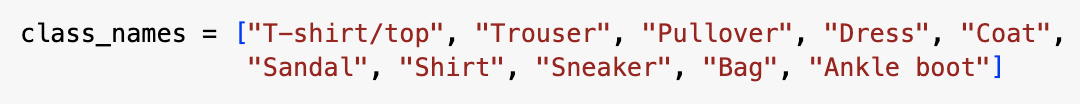 class_names = ["T-shirt/top", "Trouser", "Pullover", "Dress", "Coat",
"Sandal", "Shirt", "Sneaker", "Bag", "Ankle boot"]